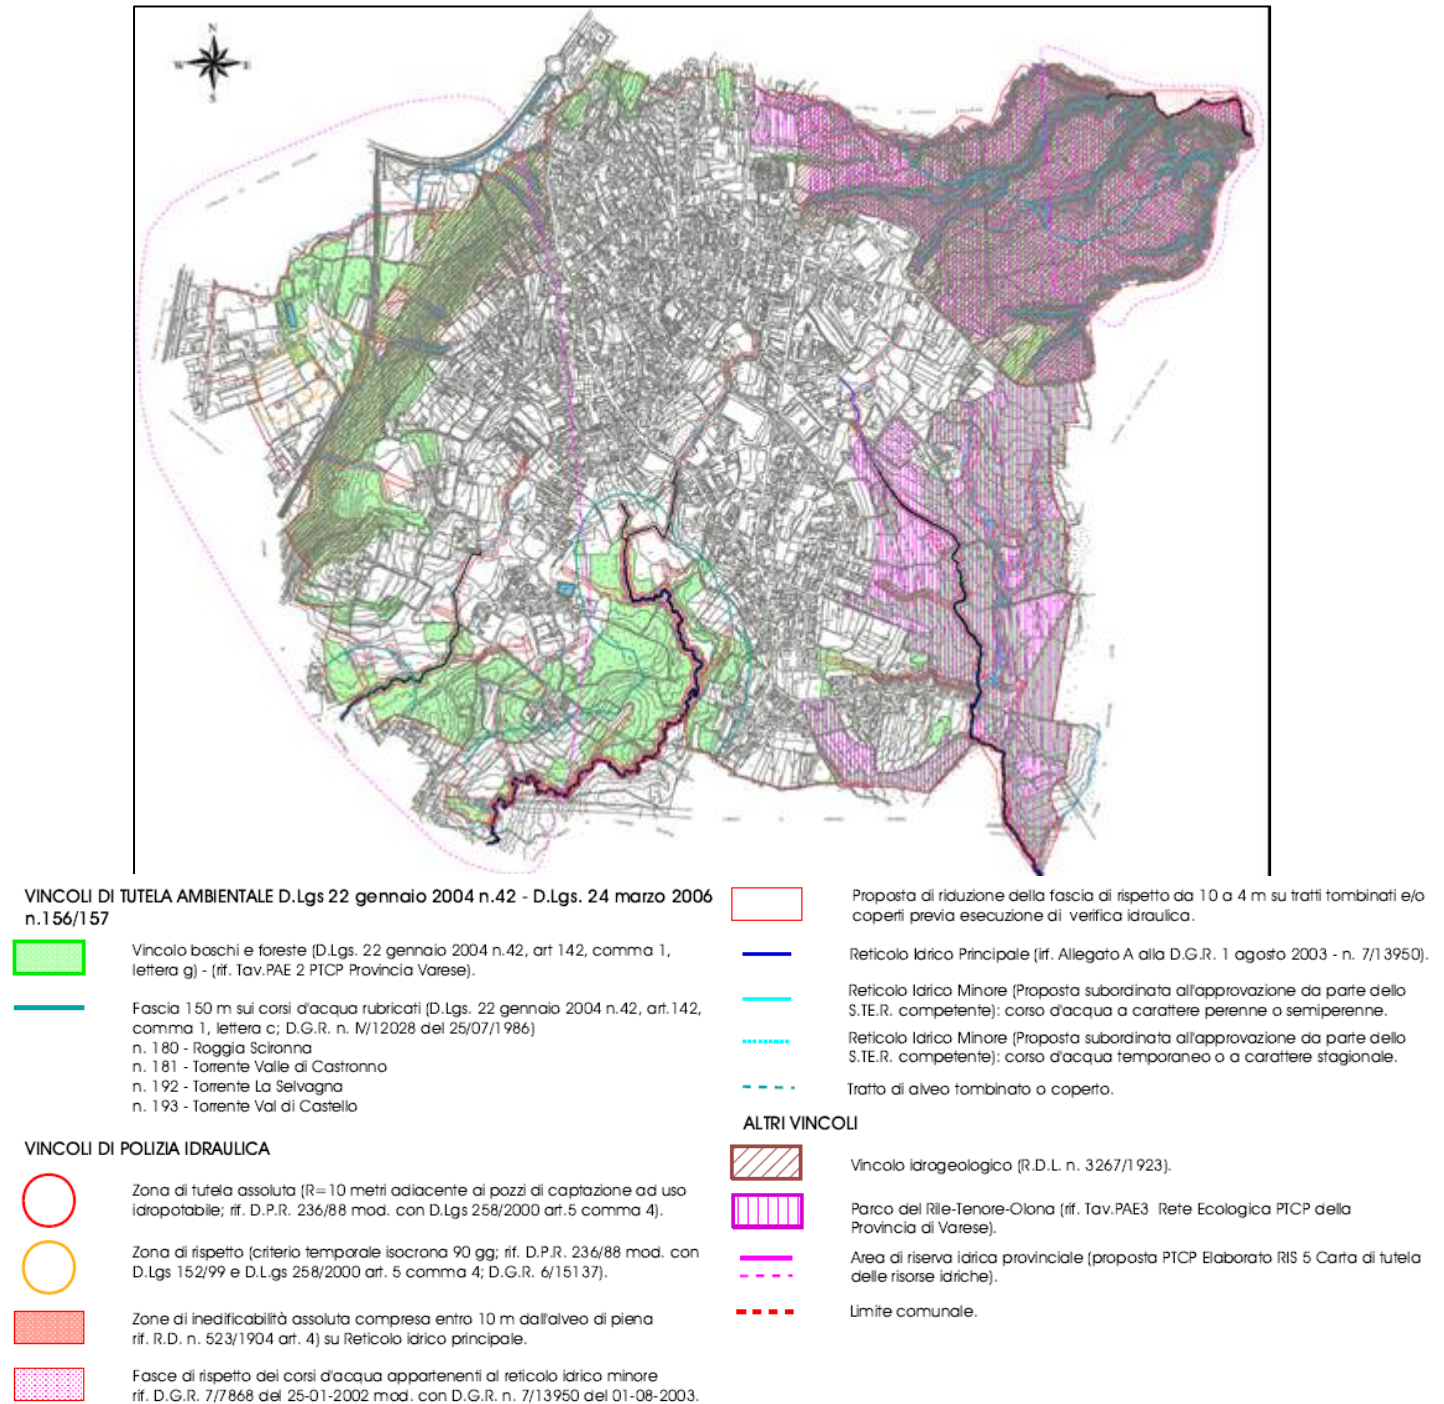 N
W
E
S
VINCOLI DI TUTELA AMBIENTALE D.Lgs 22 gennaio 2004 n.42 - D.Lgs. 24 marzo 2006
n.156/157
Vincolo boschi e foreste (D.Lgs. 22 gennaio 2004 n.42, art 142, comma 1,
lettera g) - (rif. Tav.PAE 2 PTCP Provincia Varese).
Fascia 150 m sui corsi d'acqua rubricati (D.Lgs. 22 gennaio 2004 n.42, art.142,
comma 1, lettera c; D.G.R. n. IV/12028 del 25/07/1986)
n. 180 - Roggia Scironna
n. 181 - Torrente Valle di Castronno
n. 192 - Torrente La Selvagna
n. 193 - Torrente Val di Castello
VINCOLI DI POLIZIA IDRAULICA
Zona di tutela assoluta (R=10 metri adiacente ai pozzi di captazione ad uso
idropotabile; rif. D.P.R. 236/88 mod. con D.Lgs 258/2000 art.5 comma 4).
Zona di rispetto (criterio temporale isocrona 90 gg; rif. D.P.R. 236/88 mod. con
D.Lgs 152/99 e D.L.gs 258/2000 art. 5 comma 4; D.G.R. 6/15137).
Zone di inedificabilità assoluta compresa entro 10 m dall'alveo di piena
rif. R.D. n. 523/1904 art. 4) su Reticolo idrico principale.
Fasce di rispetto dei corsi d'acqua appartenenti al reticolo idrico minore
rif. D.G.R. 7/7868 del 25-01-2002 mod. con D.G.R. n. 7/13950 del 01-08-2003.
Proposta di riduzione della fascia di rispetto da 10 a 4 m su tratti tombinati e/o
coperti previa esecuzione di verifica idraulica.
Reticolo Idrico Principale (irf. Allegato A alla D.G.R. 1 agosto 2003 - n. 7/13950).
Reticolo Idrico Minore (Proposta subordinata all'approvazione da parte dello
S.TE.R. competente): corso d'acqua a carattere perenne o semiperenne.
Reticolo Idrico Minore (Proposta subordinata all'approvazione da parte dello
S.TE.R. competente): corso d'acqua temporaneo o a carattere stagionale.
Tratto di alveo tombinato o coperto.
ALTRI VINCOLI
Vincolo idrogeologico (R.D.L. n. 3267/1923).
Parco del Rile-Tenore-Olona (rif. Tav.PAE3 Rete Ecologica PTCP della
Provincia di Varese).
Area di riserva idrica provinciale (proposta PTCP Elaborato RIS 5 Carta di tutela
delle risorse idriche).
Limite comunale.